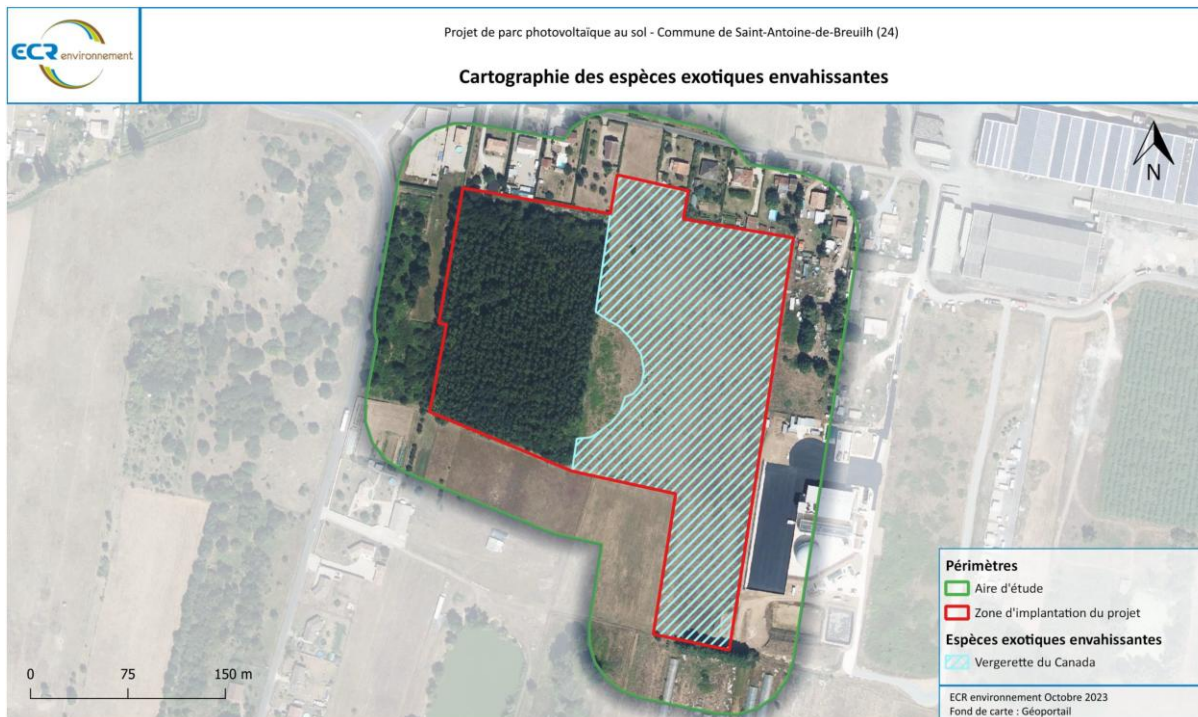 ECR environnement
Projet de parc photovoltaïque au sol - Commune de Saint-Antoine-de-Breuilh (24)
Cartographie des espèces exotiques envahissantes
N
Périmètres
Aire d'étude
Zone d'implantation du projet
Espèces exotiques envahissantes
Vergerette du Canada
0 75 150 m
ECR environnement Octobre 2023
Fond de carte : Géoportail